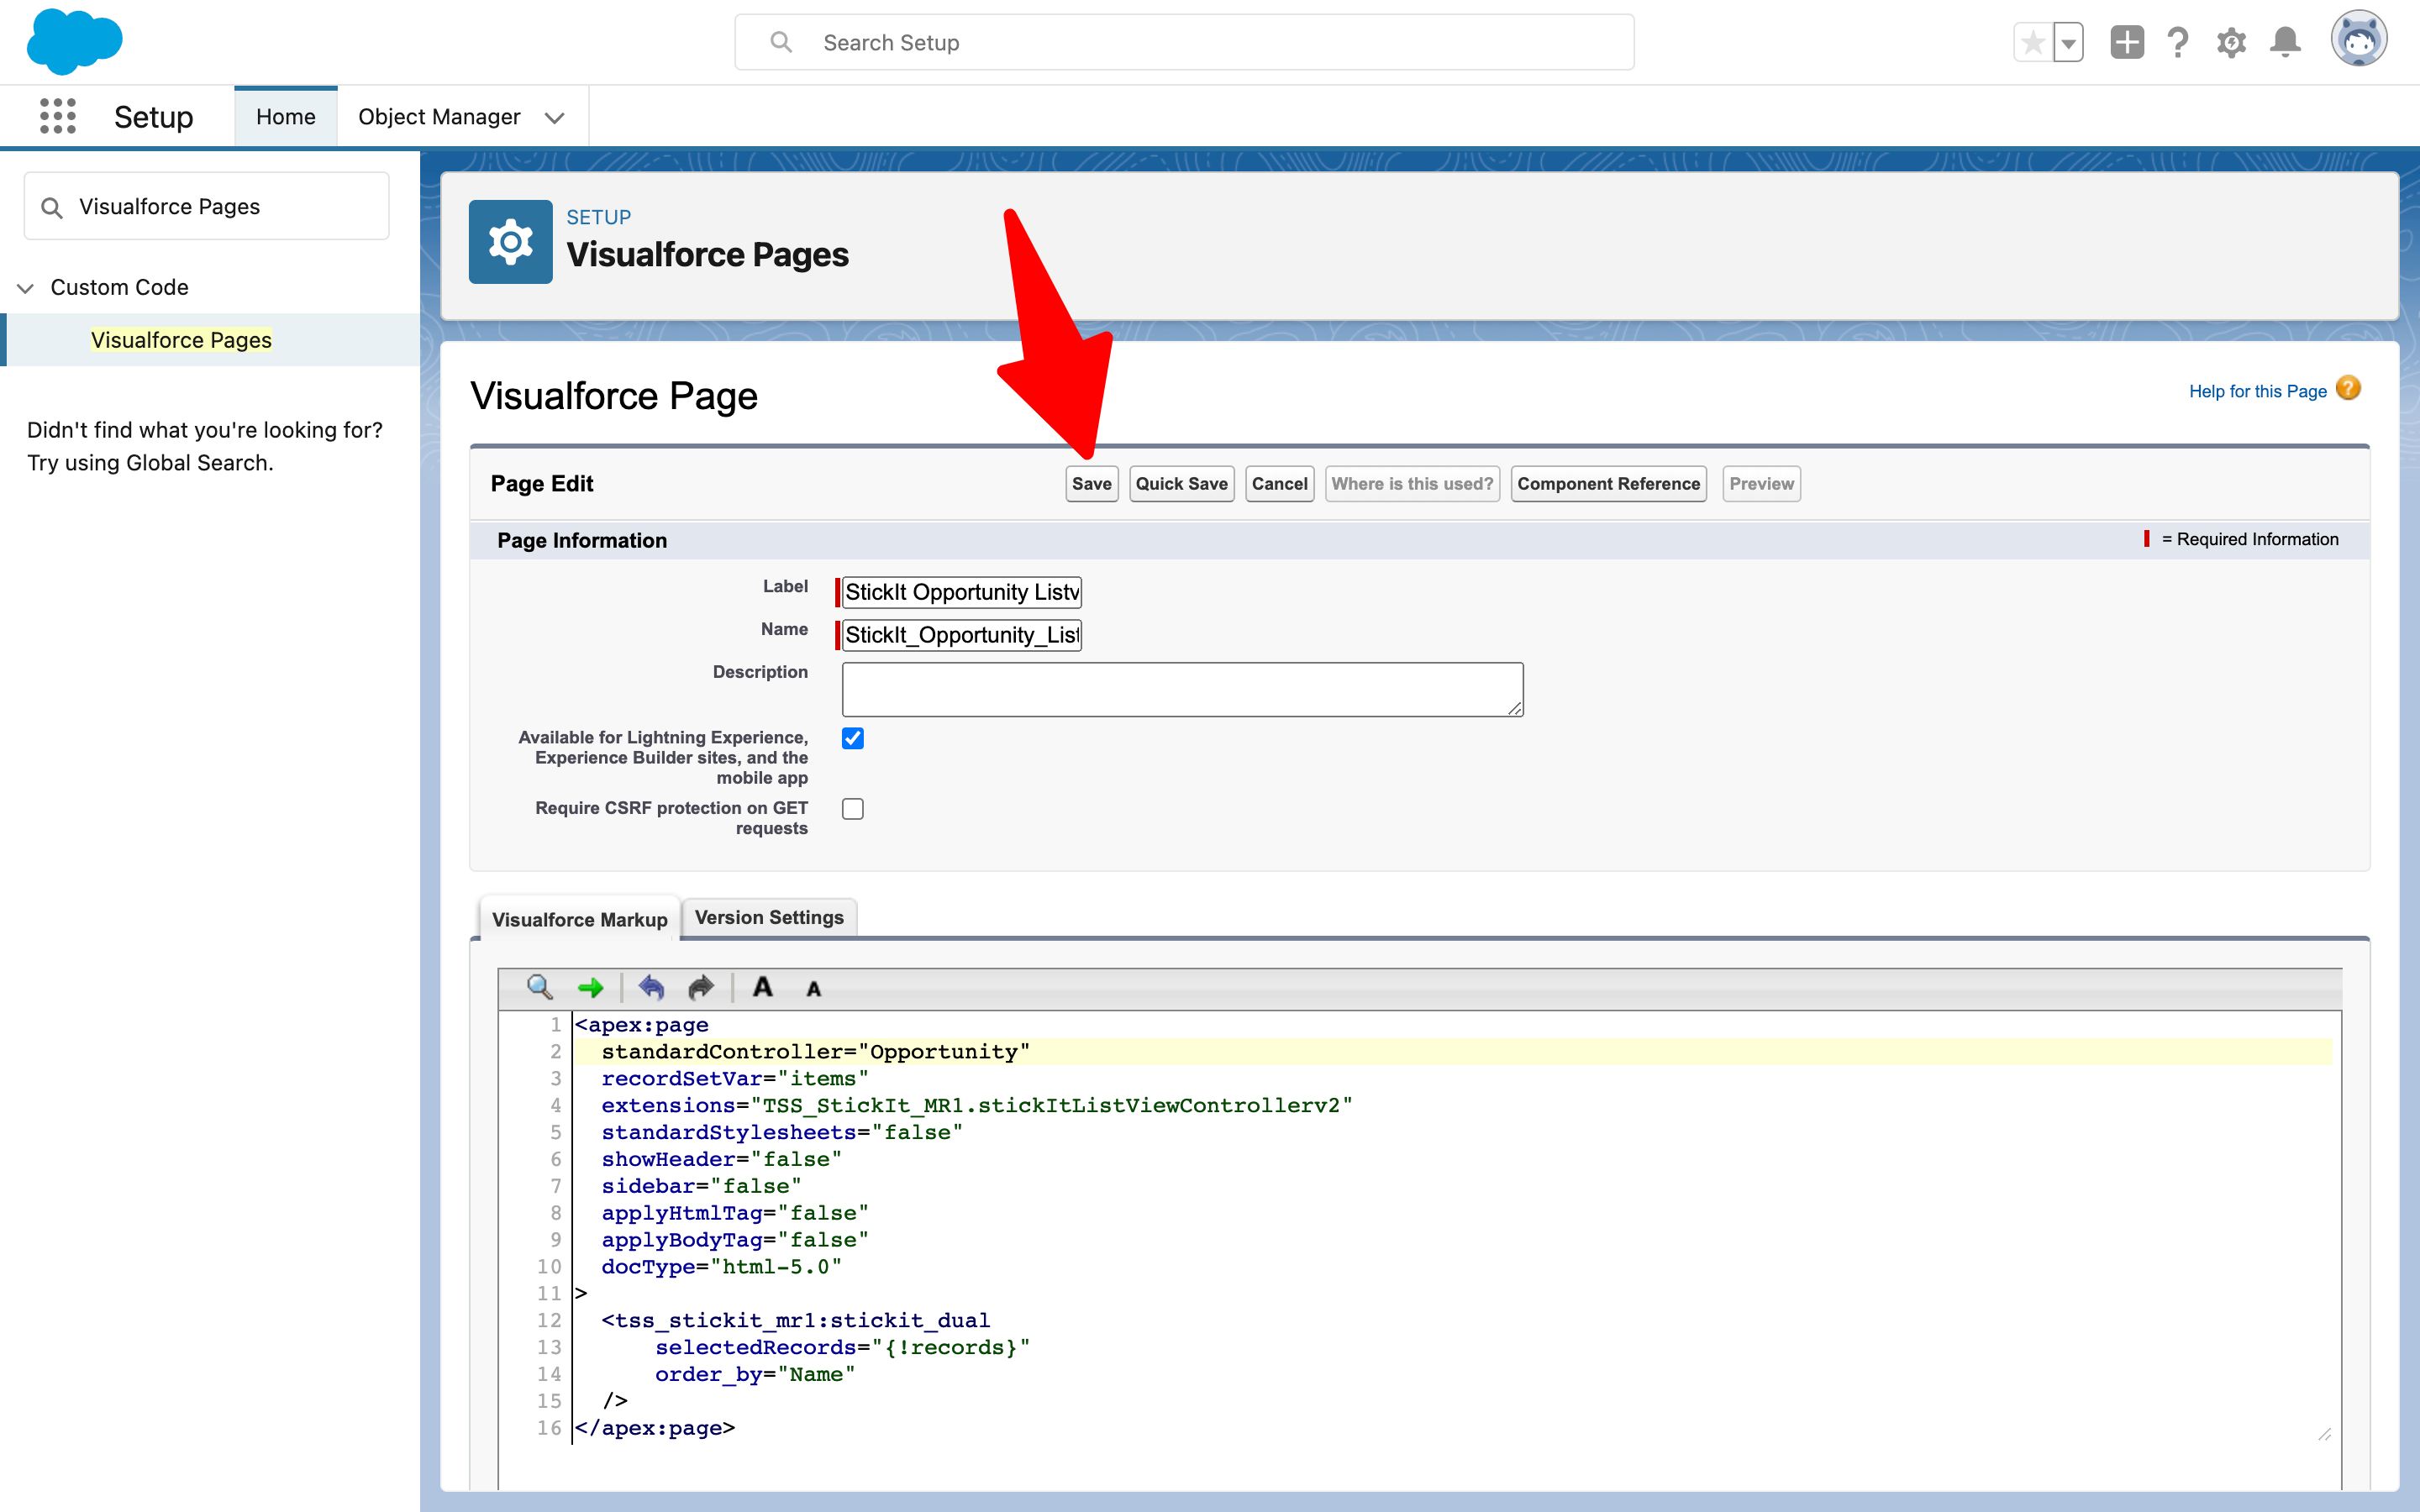 Search Setup
Setup
Home
Object Manager
Visualforce Pages
Custom Code
Visualforce Pages
Didn't find what you're looking for?
Try using Global Search.
SETUP
Visualforce Pages
Visualforce Page
Help for this Page ?
Page Edit
Save
Quick Save
Cancel
Where is this used?
Component Reference
Preview
Page Information
= Required Information
Label
StickIt Opportunity Listv
Name
StickIt_Opportunity_List
Description
Available for Lightning Experience,
Experience Builder sites, and the
mobile app
Require CSRF protection on GET
requests
Visualforce Markup
Version Settings
A A
1 <apex:page
2 standardController="Opportunity"
3 recordSetVar="items"
4 extensions="TSS_StickIt_MR1.stickItListViewControllerv2"
5 standardStylesheets="false"
6 showHeader="false"
7 sidebar="false"
8 applyHtmlTag="false"
9 applyBodyTag="false"
10 docType="html-5.0"
11 >
12 <tss_stickit_mr1:stickit_dual
13 selectedRecords="{!records}"
14 order_by="Name"
15 />
16 </apex:page>